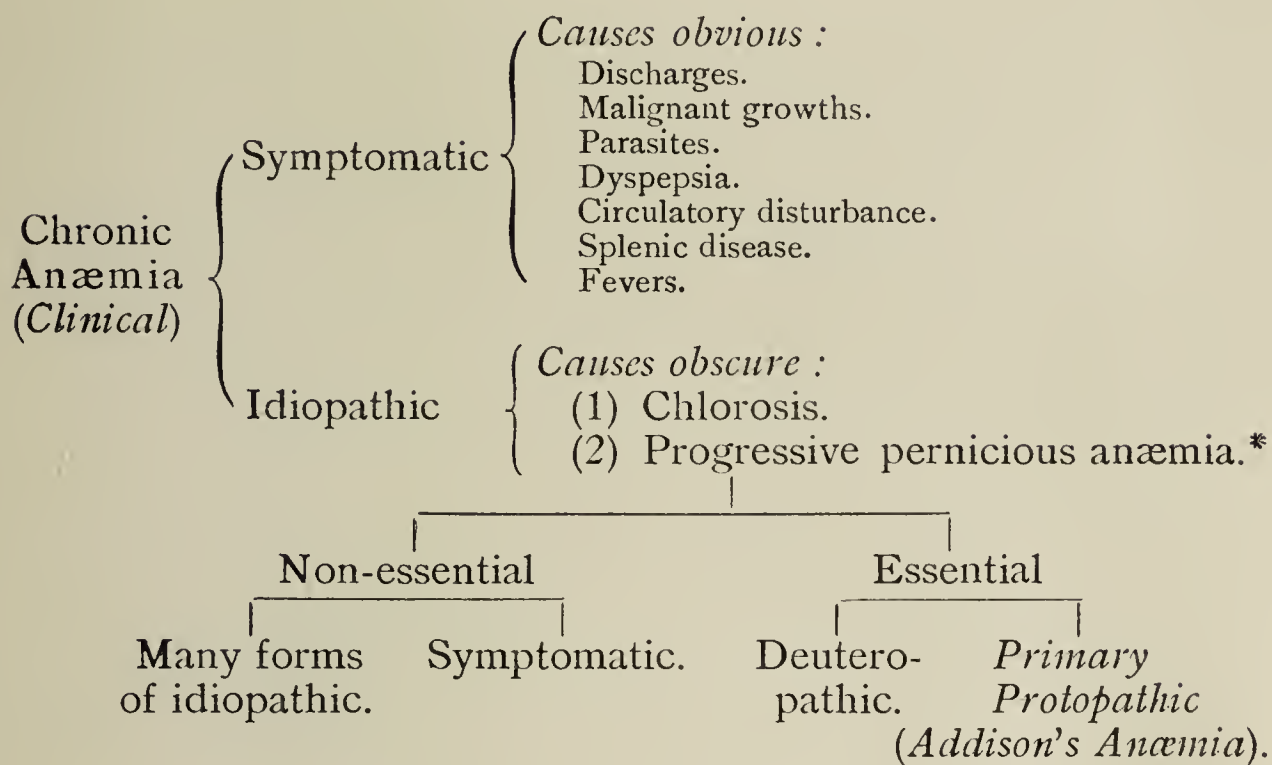 Causes obvious :
Discharges.
Malignant growths.
Parasites.
Dyspepsia.
Circulatory disturbance.
Splenic disease.
Fevers.
Symptomatic
Chronic
Anæmia
(Clinical)
Idiopathic
Causes obscure :
(1) Chlorosis.
(2) Progressive pernicious anæmia.*
Non-essential
Essential
Many forms
of idiopathic.
Symptomatic.
Deutero-
pathic.
Primary
Protopathic
(Addison's Anæmia).